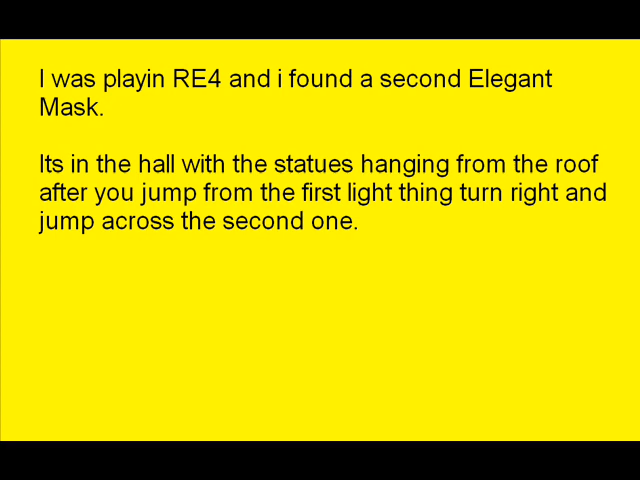 I was playin RE4 and i found a second Elegant
Mask.
Its in the hall with the statues hanging from the roof
after you jump from the first light thing turn right and
jump across the second one.